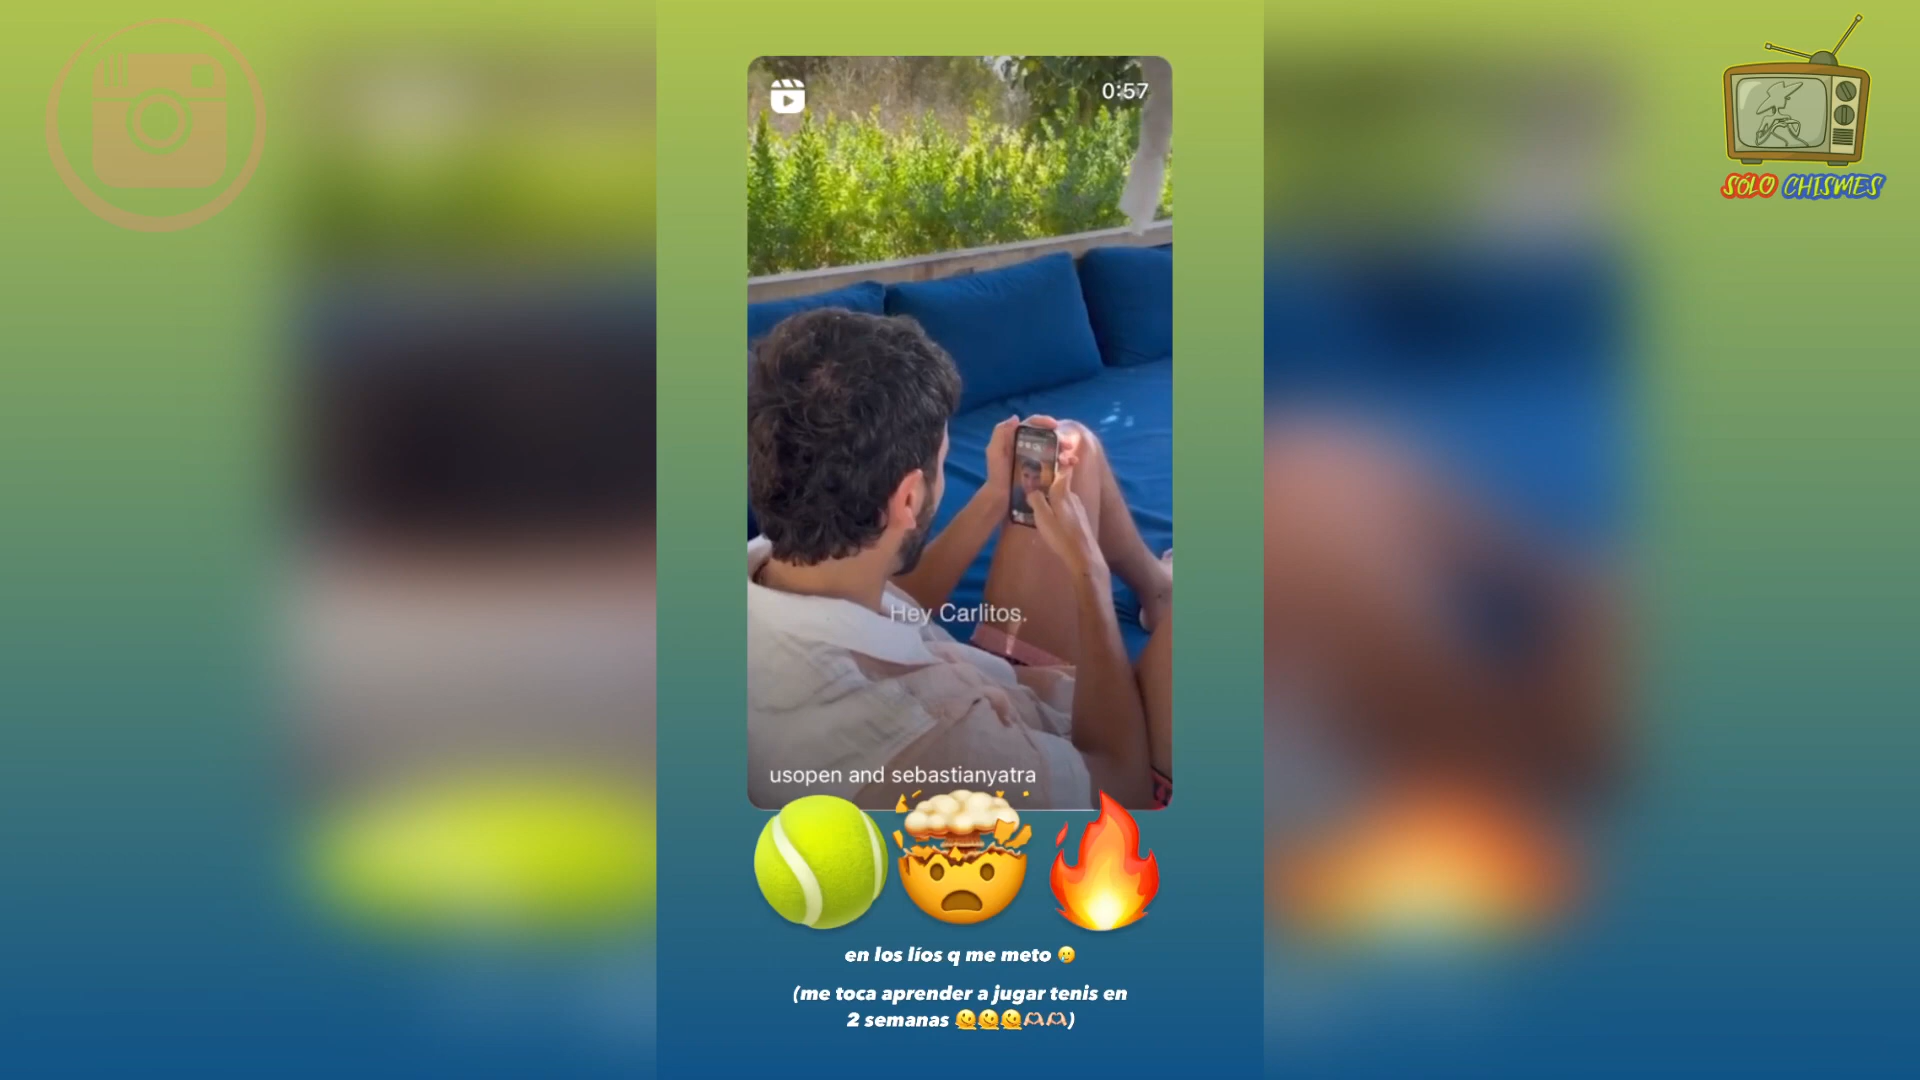 0:57
SÓLO CHISMES
Hey Carlitos.
usopen and sebastianyatra
en los líos q me meto 🥲
(me toca aprender a jugar tenis en
2 semanas 🫠🫠🫠🫶🏼🫶🏼)